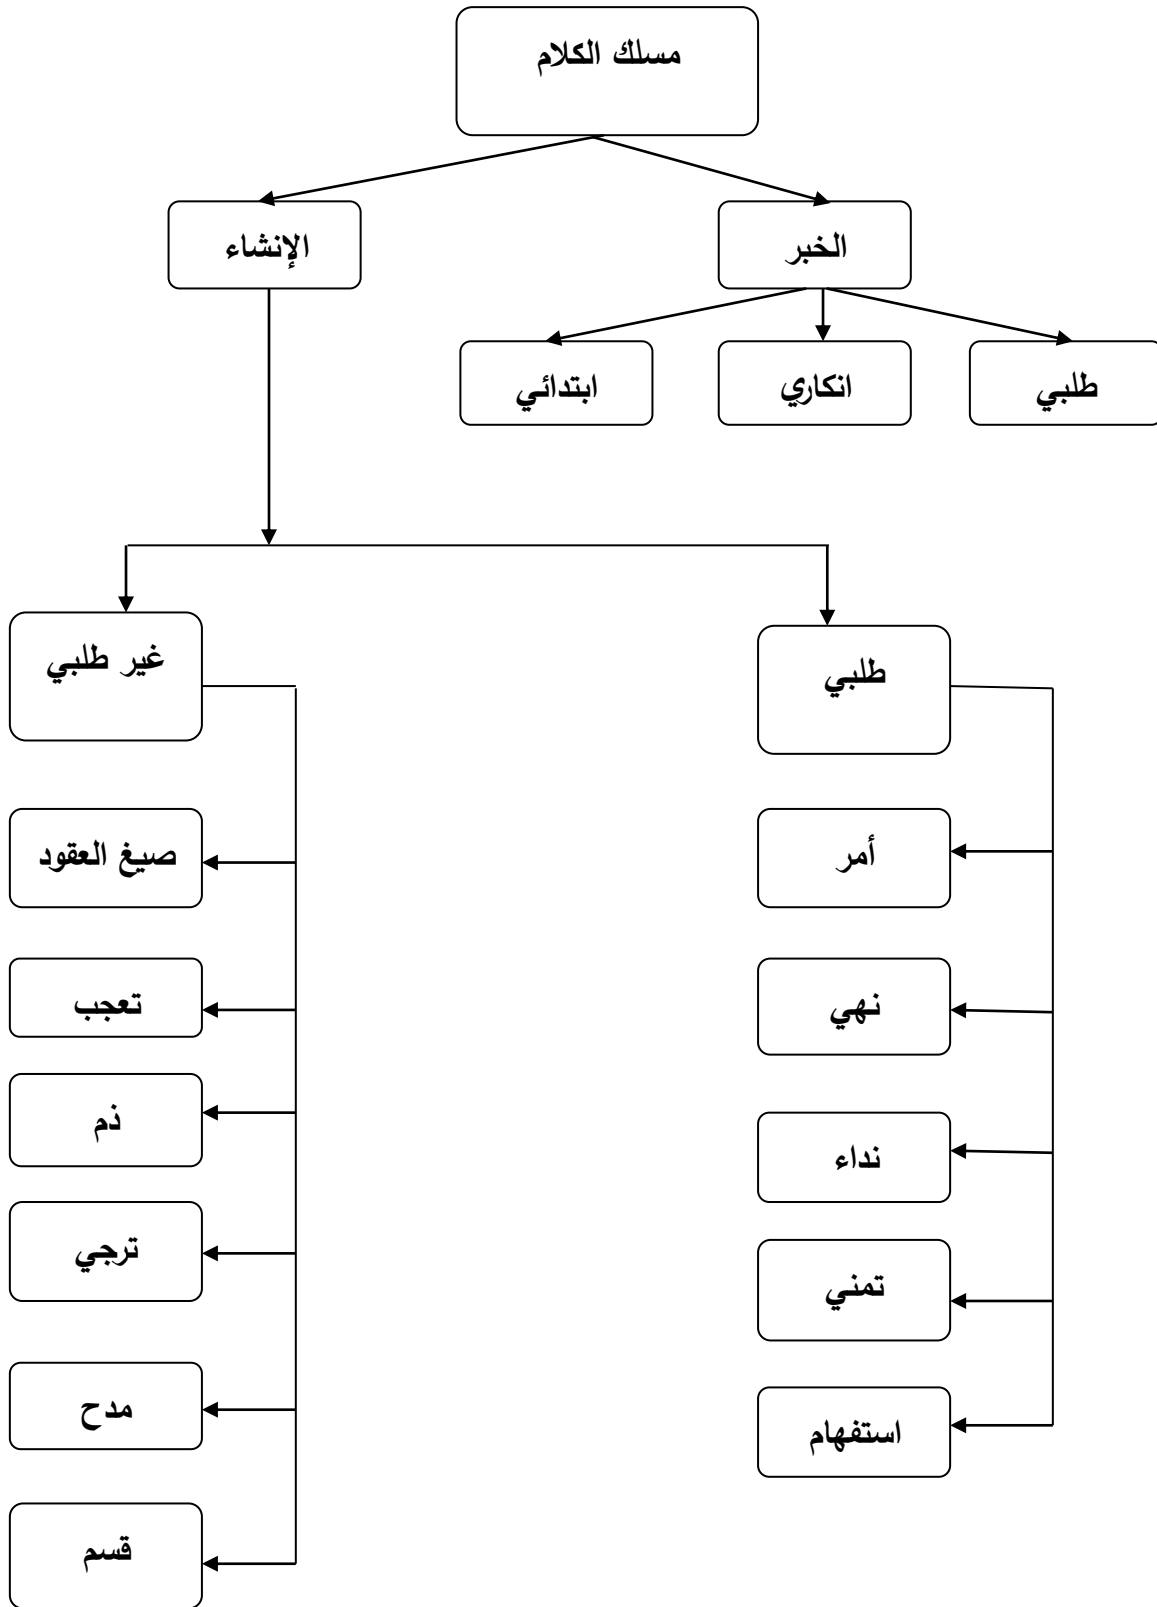 مسلك الكلام
الخبر
الإنشاء
طلبي
انكاري
ابتدائي
طلبي
أمر
نهي
نداء
تمني
استفهام
غير طلبي
صيغ العقود
تعجب
ذم
ترجي
مدح
قسم